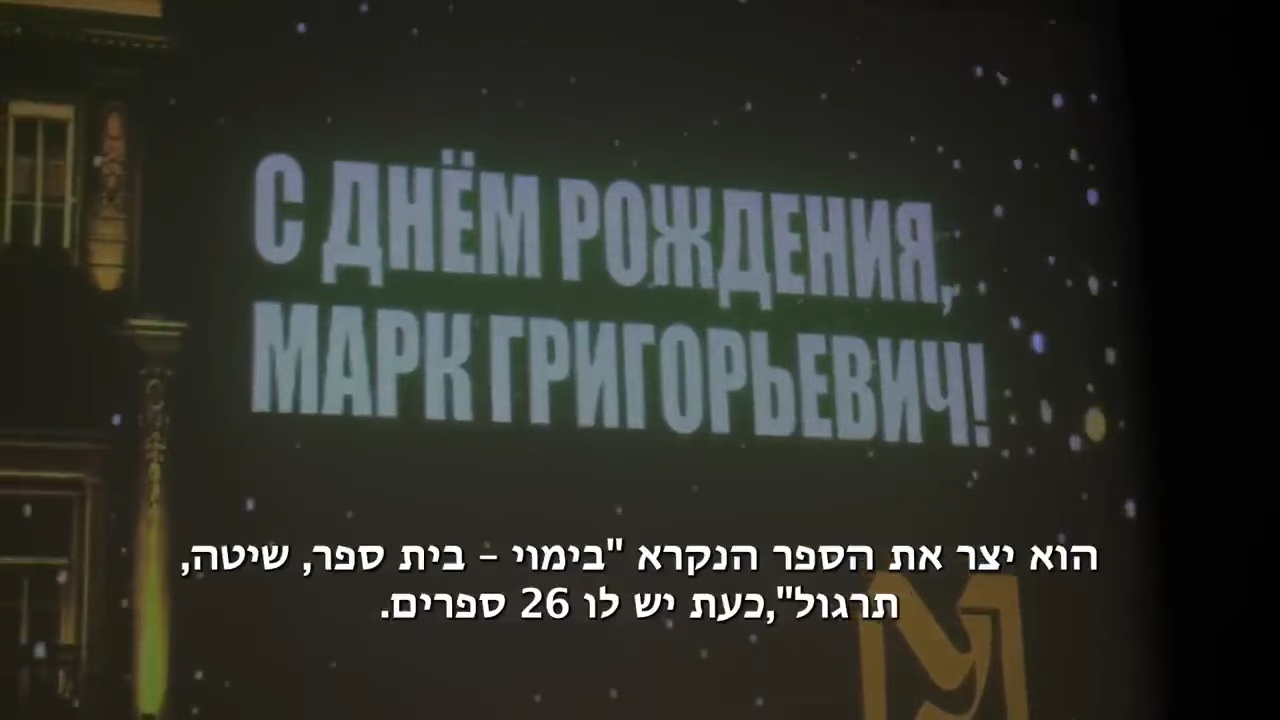 С ДНЁМ РОЖДЕНИЯ,
МАРК ГРИГОРЬЕВИЧ!
הוא יצר את הספר הנקרא "בימוי - בית ספר, שיטה,
תרגול",כעת יש לו 26 ספרים.